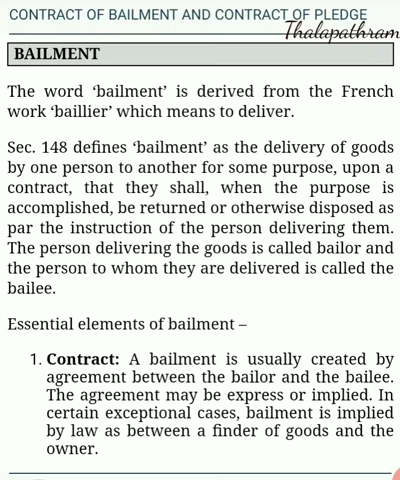 CONTRACT OF BAILMENT AND CONTRACT OF PLEDGE
Thalapathram
BAILMENT
The word ‘bailment’ is derived from the French
work ‘baillier’ which means to deliver.
Sec. 148 defines ‘bailment’ as the delivery of goods
by one person to another for some purpose, upon a
contract, that they shall, when the purpose is
accomplished, be returned or otherwise disposed as
par the instruction of the person delivering them.
The person delivering the goods is called bailor and
the person to whom they are delivered is called the
bailee.
Essential elements of bailment –
1. Contract: A bailment is usually created by
agreement between the bailor and the bailee.
The agreement may be express or implied. In
certain exceptional cases, bailment is implied
by law as between a finder of goods and the
owner.